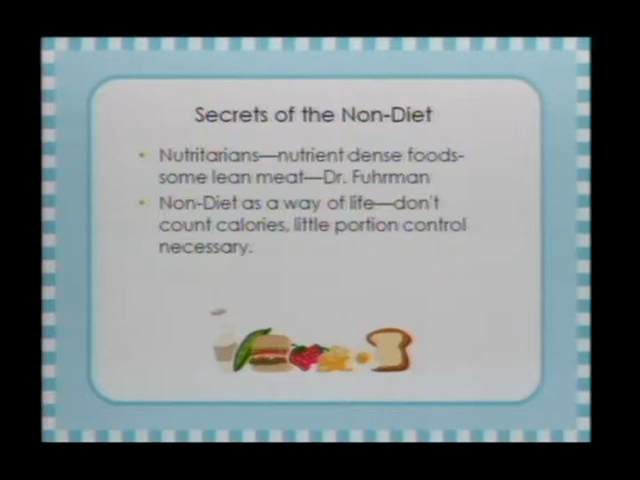 Secrets of the Non-Diet
• Nutritarians—nutrient dense foods-
some lean meat—Dr. Fuhrman
• Non-Diet as a way of life—don't
count calories, little portion control
necessary.